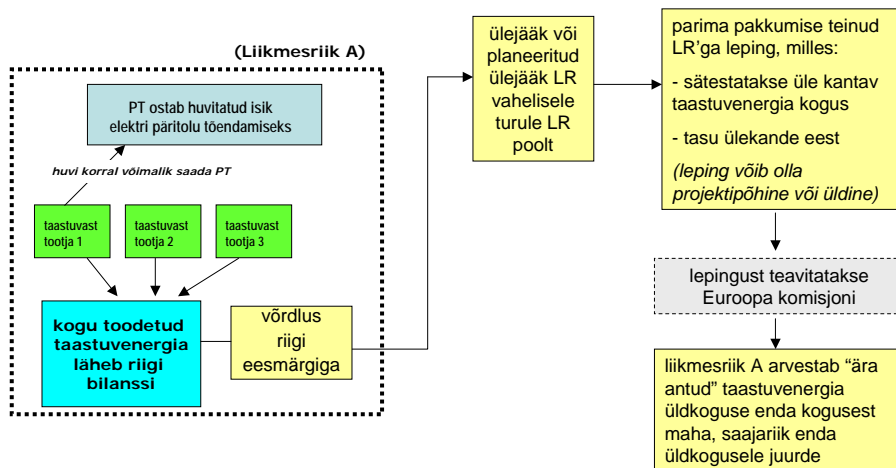 (Liikmesriik A)
PT ostab huvitatud isik
elektri päritolu tõendamiseks
huvi korral võimalik saada PT
taastuvast
tootja 1
taastuvast
tootja 2
taastuvast
tootja 3
kogu toodetud
taastuvenergia
läheb riigi
bilanssi
võrdlus
riigi
eesmärgiga
ülejääk või
planeeritud
ülejääk LR
vahelisele
turule LR
poolt
parima pakkumise teinud
LR'ga leping, milles:
- sätestatakse üle kantav
taastuvenergia kogus
- tasu ülekande eest
(leping võib olla
projektipõhine või üldine)
lepingust teavitatakse
Euroopa komisjoni
liikmesriik A arvestab “ära
antud” taastuvenergia
üldkoguse enda kogusest
maha, saajariik enda
üldkogusele juurde